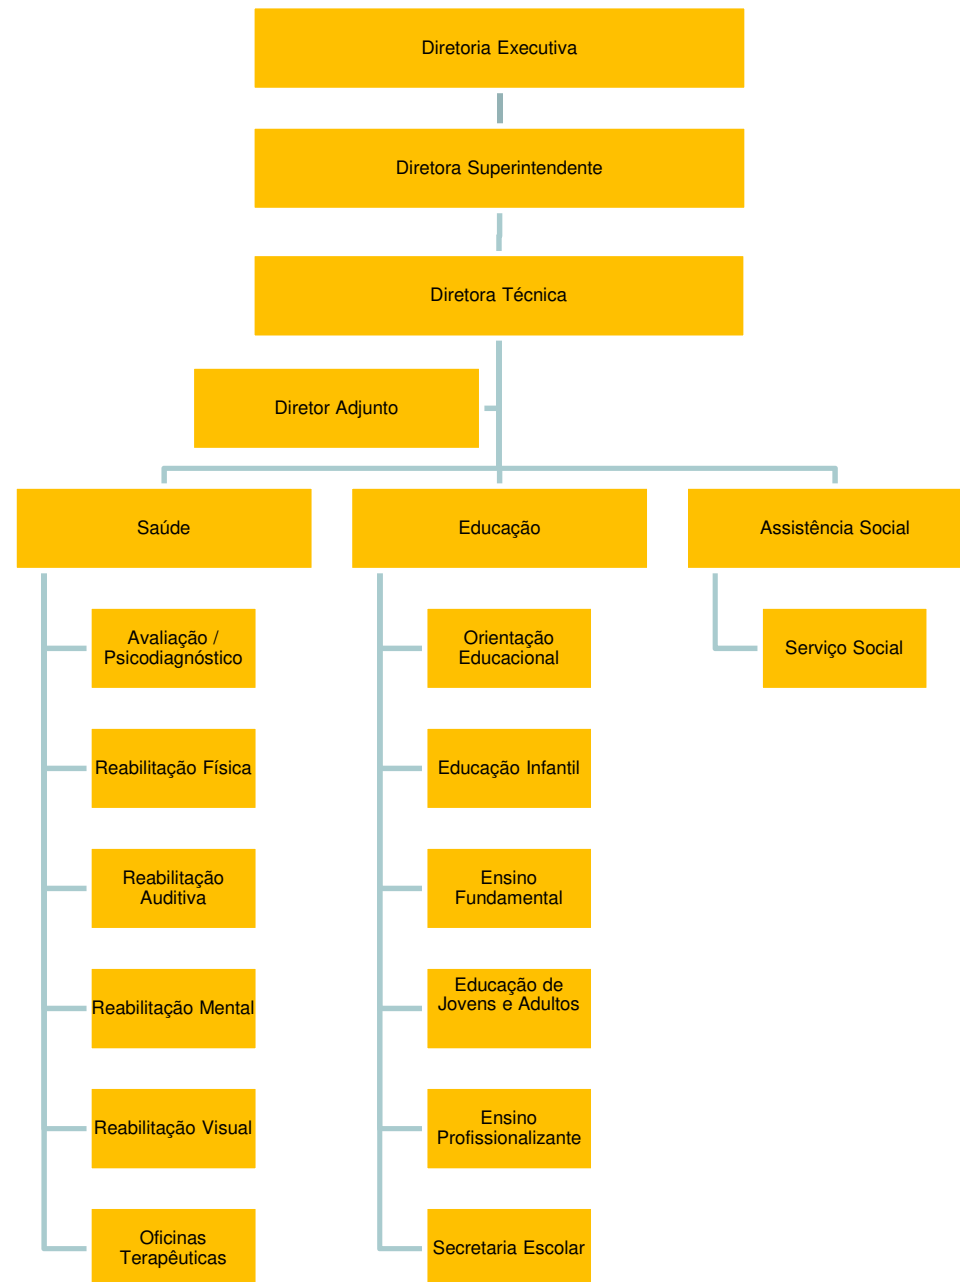 Diretoria Executiva
Diretora Superintendente
Diretora Técnica
Diretor Adjunto
Saúde
Educação
Assistência Social
Avaliação /
Psicodiagnóstico
Reabilitação Física
Reabilitação
Auditiva
Reabilitação Mental
Reabilitação Visual
Oficinas
Terapêuticas
Orientação
Educacional
Educação Infantil
Ensino
Fundamental
Educação de
Jovens e Adultos
Ensino
Profissionalizante
Secretaria Escolar
Serviço Social